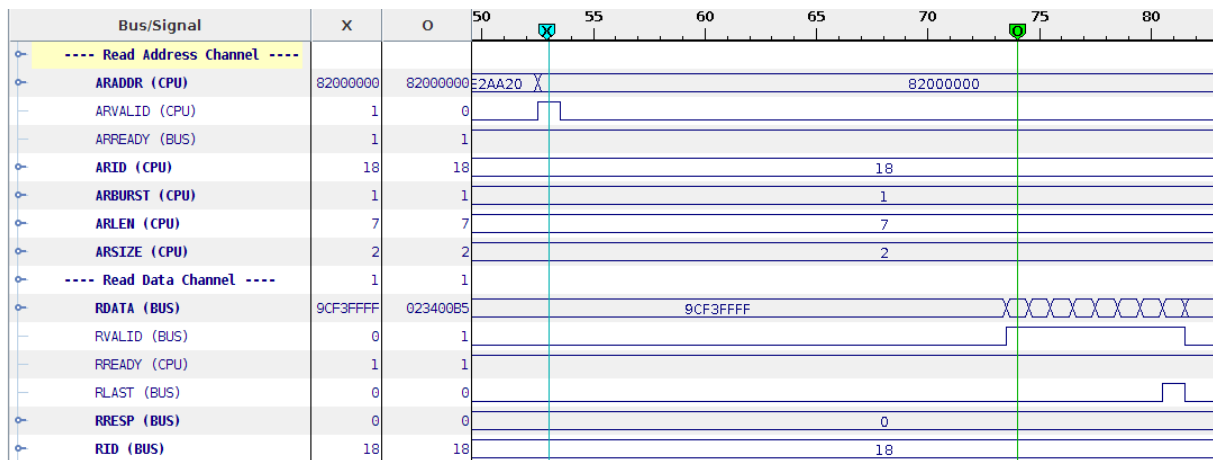 Bus/Signal X O 50 55 60 65 70 75 80
X O
---- Read Address Channel ----
ARADDR (CPU) 82000000 82000000 E2AA20 82000000
ARVALID (CPU) 1 0
ARREADY (BUS) 1 1
ARID (CPU) 18 18 18
ARBURST (CPU) 1 1 1
ARLEN (CPU) 7 7 7
ARSIZE (CPU) 2 2 2
---- Read Data Channel ---- 1 1
RDATA (BUS) 9CF3FFFF 023400B5 9CF3FFFF
RVALID (BUS) 0 1
RREADY (CPU) 1 1
RLAST (BUS) 0 0
RRESP (BUS) 0 0 0
RID (BUS) 18 18 18